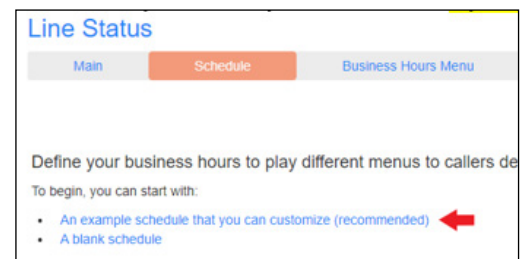 Line Status
Main Schedule Business Hours Menu
Define your business hours to play different menus to callers de
To begin, you can start with:
• An example schedule that you can customize (recommended)
• A blank schedule